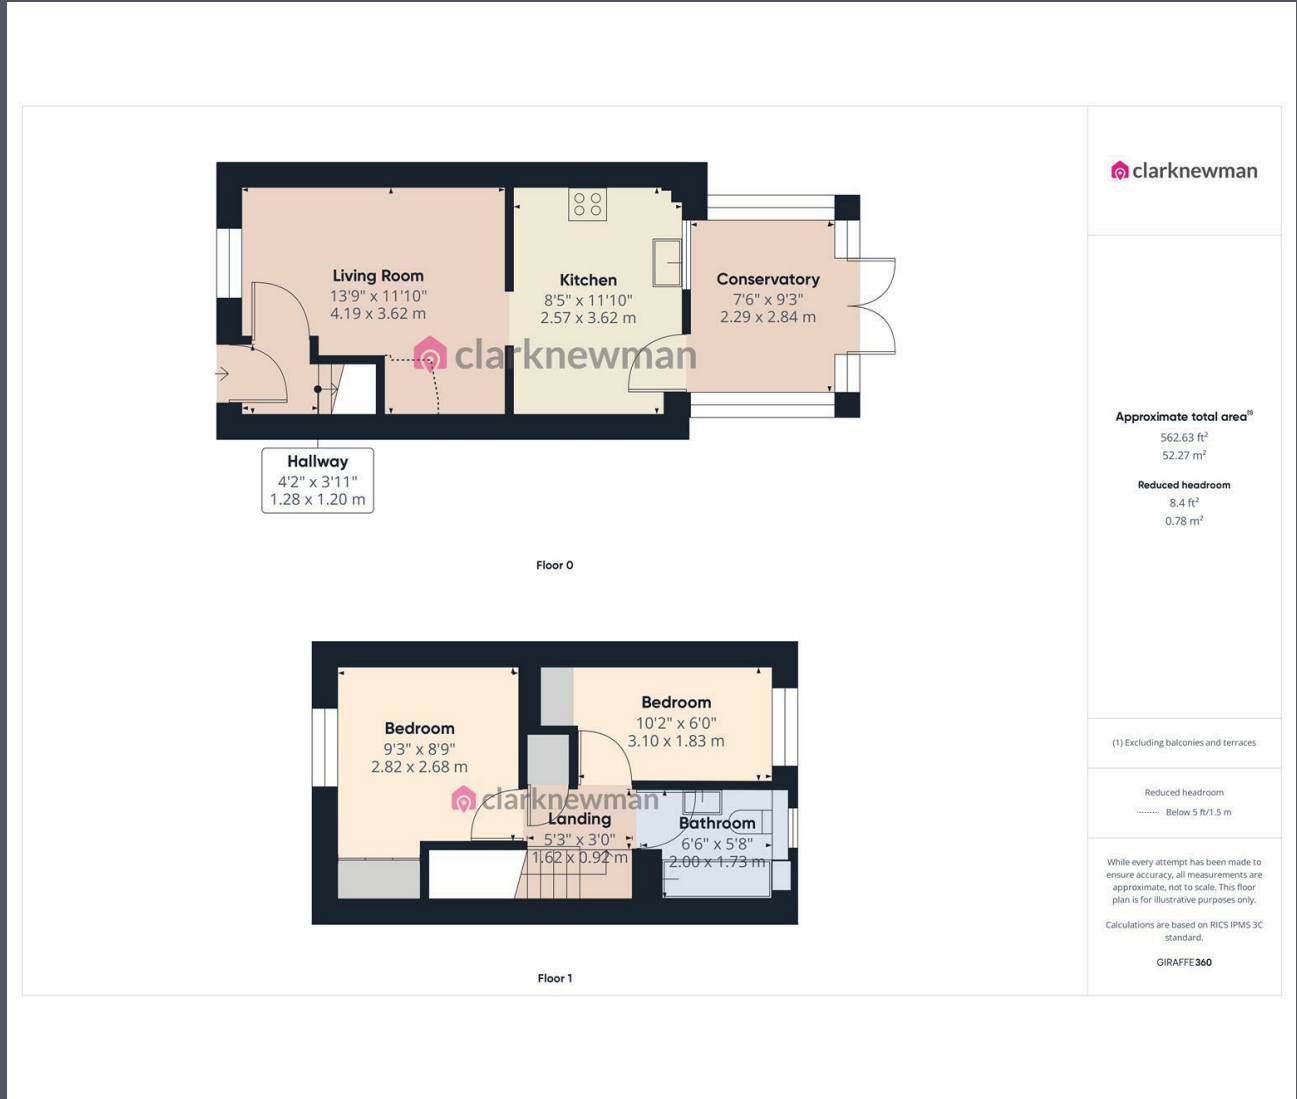 clarknewman
Living Room
13'9" x 11'10"
4.19 x 3.62 m
Kitchen
8'5" x 11'10"
2.57 x 3.62 m
Conservatory
7'6" x 9'3"
2.29 x 2.84 m
clarknewman
Hallway
4'2" x 3'11"
1.28 x 1.20 m
Floor 0
Approximate total area(1)
562.63 ft²
52.27 m²
Reduced headroom
8.4 ft²
0.78 m²
Bedroom
9'3" x 8'9"
2.82 x 2.68 m
Bedroom
10'2" x 6'0"
3.10 x 1.83 m
clarknewman
Landing
5'3" x 3'0"
1.62 x 0.92 m
Bathroom
6'6" x 5'8"
2.00 x 1.73 m
Floor 1
(1) Excluding balconies and terraces
Reduced headroom
Below 5 ft/1.5 m
While every attempt has been made to
ensure accuracy, all measurements are
approximate, not to scale. This floor
plan is for illustrative purposes only.
Calculations are based on RICS IPMS 3C
standard.
GIRAFFE360